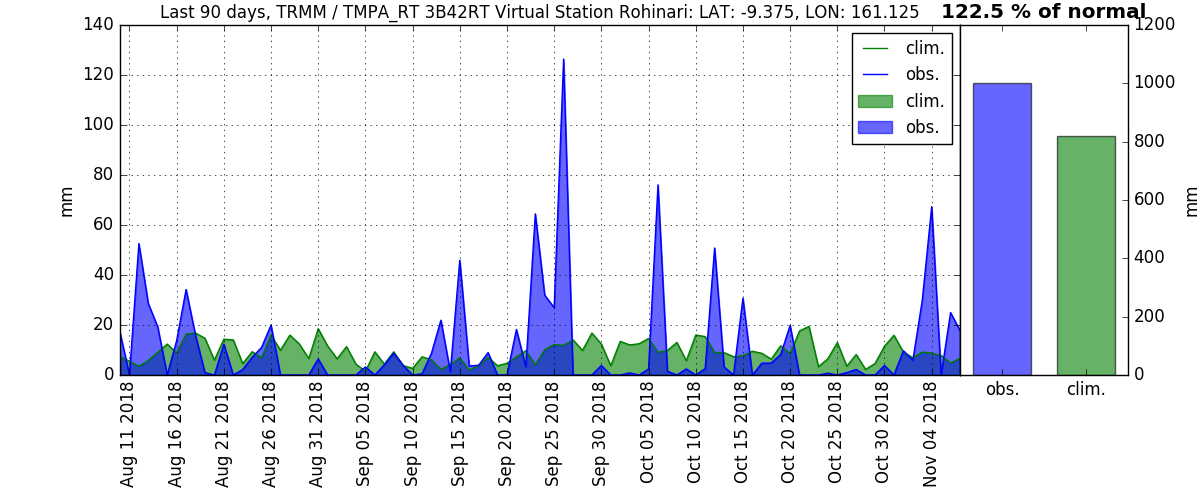 Last 90 days, TRMM / TMPA_RT 3B42RT Virtual Station Rohinari: LAT: -9.375, LON: 161.125
122.5 % of normal
140
120
100
80
60
40
20
0
mm
clim.
obs.
clim.
obs.
1200
1000
800
600
400
200
0
mm
Aug 11 2018
Aug 16 2018
Aug 21 2018
Aug 26 2018
Aug 31 2018
Sep 05 2018
Sep 10 2018
Sep 15 2018
Sep 20 2018
Sep 25 2018
Sep 30 2018
Oct 05 2018
Oct 10 2018
Oct 15 2018
Oct 20 2018
Oct 25 2018
Oct 30 2018
Nov 04 2018
obs.
clim.